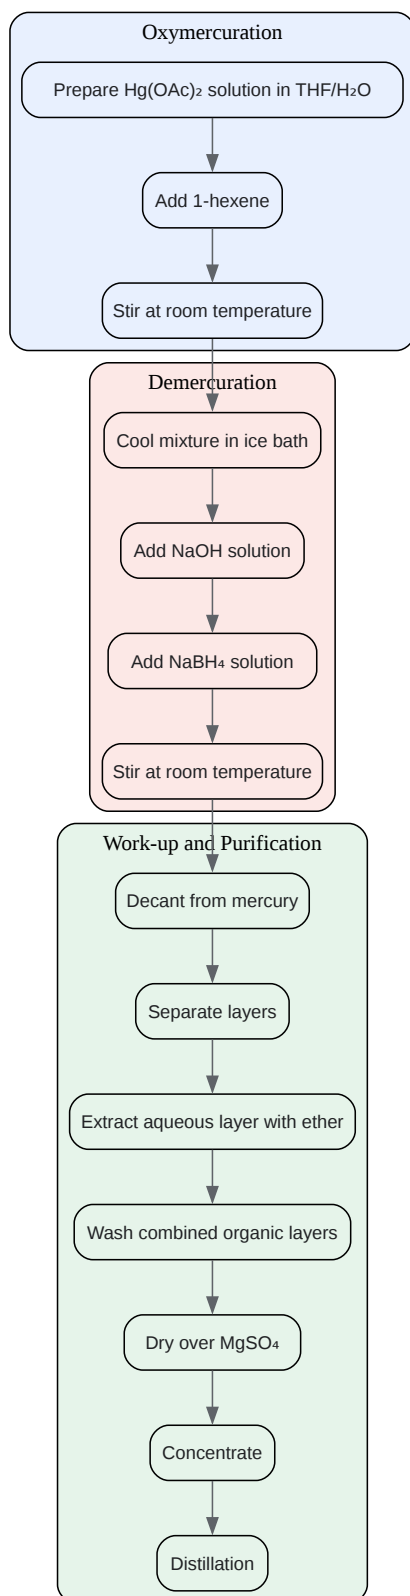 Oxymercuration
Prepare Hg(OAc)₂ solution in THF/H₂O
Add 1-hexene
Stir at room temperature
Demercuration
Cool mixture in ice bath
Add NaOH solution
Add NaBH₄ solution
Stir at room temperature
Work-up and Purification
Decant from mercury
Separate layers
Extract aqueous layer with ether
Wash combined organic layers
Dry over MgSO₄
Concentrate
Distillation